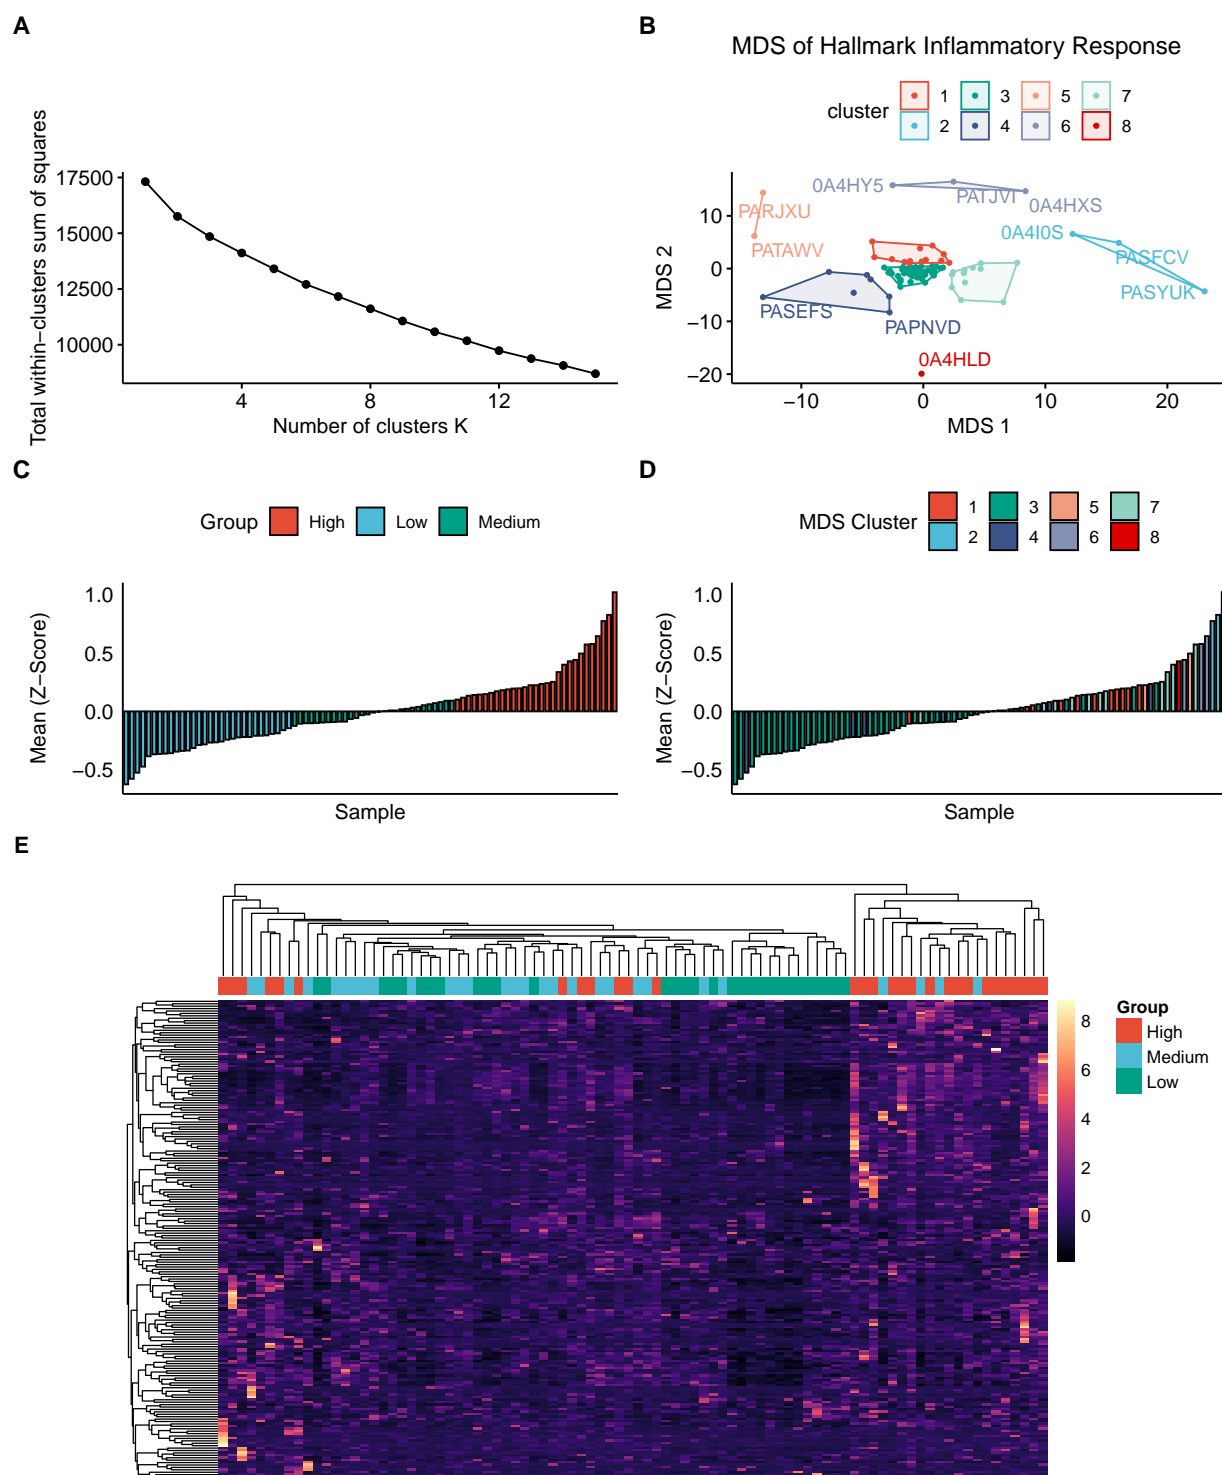 A
Total within−clusters sum of squares
17500
15000
12500
10000
4
8
12
Number of clusters K
B
MDS of Hallmark Inflammatory Response
cluster
1
3
5
7
2
4
6
8
MDS 2
10
0
−10
−20
0A4HY5
PATJVI
0A4HXS
PARJXU
PATAWV
0A4I0S
PASFCV
PASYUK
PASEFS
PAPNVD
0A4HLD
−10
0
10
20
MDS 1
C
Group
High
Low
Medium
Mean (Z−Score)
1.0
0.5
0.0
−0.5
Sample
D
MDS Cluster
1
3
5
7
2
4
6
8
Mean (Z−Score)
1.0
0.5
0.0
−0.5
Sample
E
8
6
4
2
0
Group
High
Medium
Low